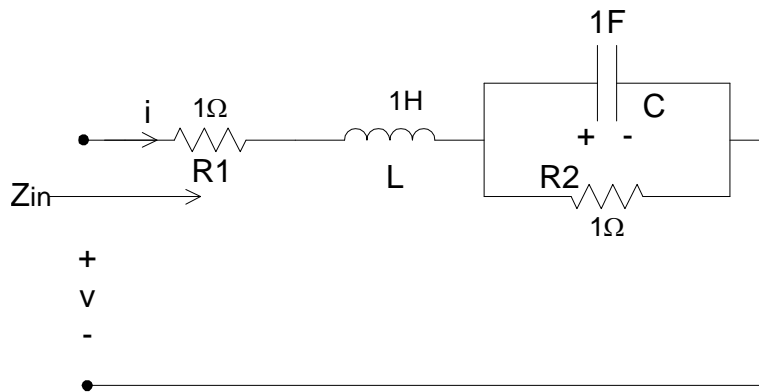 1F
i
1Ω
1H
C
+ -
R1
L
R2
Zin
1Ω
+
v
-